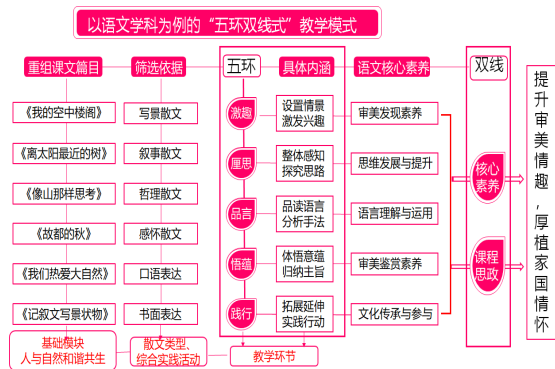 以语文学科为例的“五环双线式”教学模式
重组课文篇目
筛选依据
五环
具体内涵
语文核心素养
双线
《我的空中楼阁》
写景散文
激趣
设置情景
激发兴趣
审美发现素养
《离太阳最近的树》
叙事散文
厘思
整体感知
探究思路
思维发展与提升
《像山那样思考》
哲理散文
品言
品读语言
分析手法
语言理解与运用
《故都的秋》
感怀散文
悟蕴
体悟意蕴
归纳主旨
审美鉴赏素养
《我们热爱大自然》
口语表达
《记叙文写景状物》
书面表达
践行
拓展延伸
实践行动
文化传承与参与
核心
素养
课程
思政
提升审美情趣，厚植家国情怀
基础模块
人与自然和谐共生
散文类型、
综合实践活动
教学环节